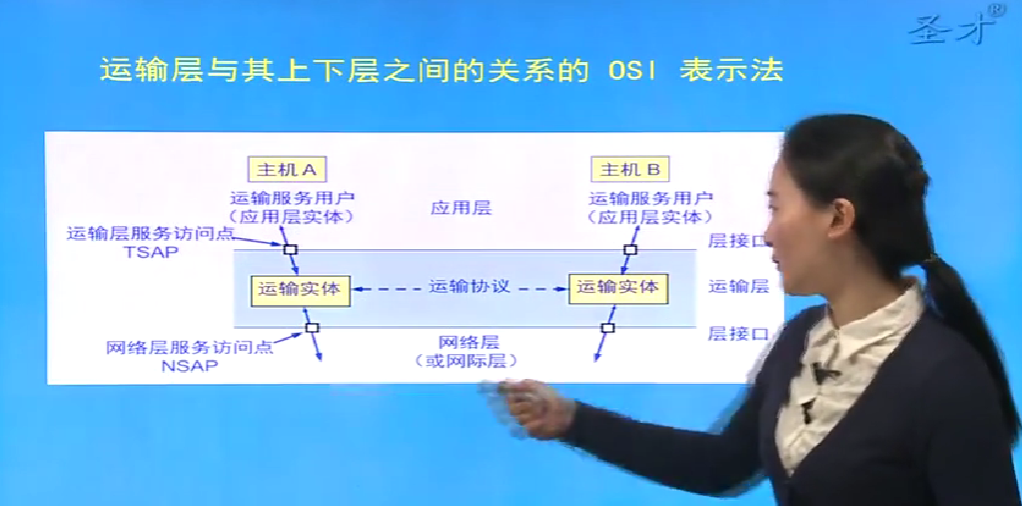 圣才®
运输层与其上下层之间的关系的 OSI 表示法
主机 A
主机 B
运输服务用户
(应用层实体)
应用层
运输服务用户
(应用层实体)
运输层服务访问点
TSAP
层接口
运输实体
运输协议
运输实体
运输层
层接口
网络层服务访问点
NSAP
网络层
(或网际层)